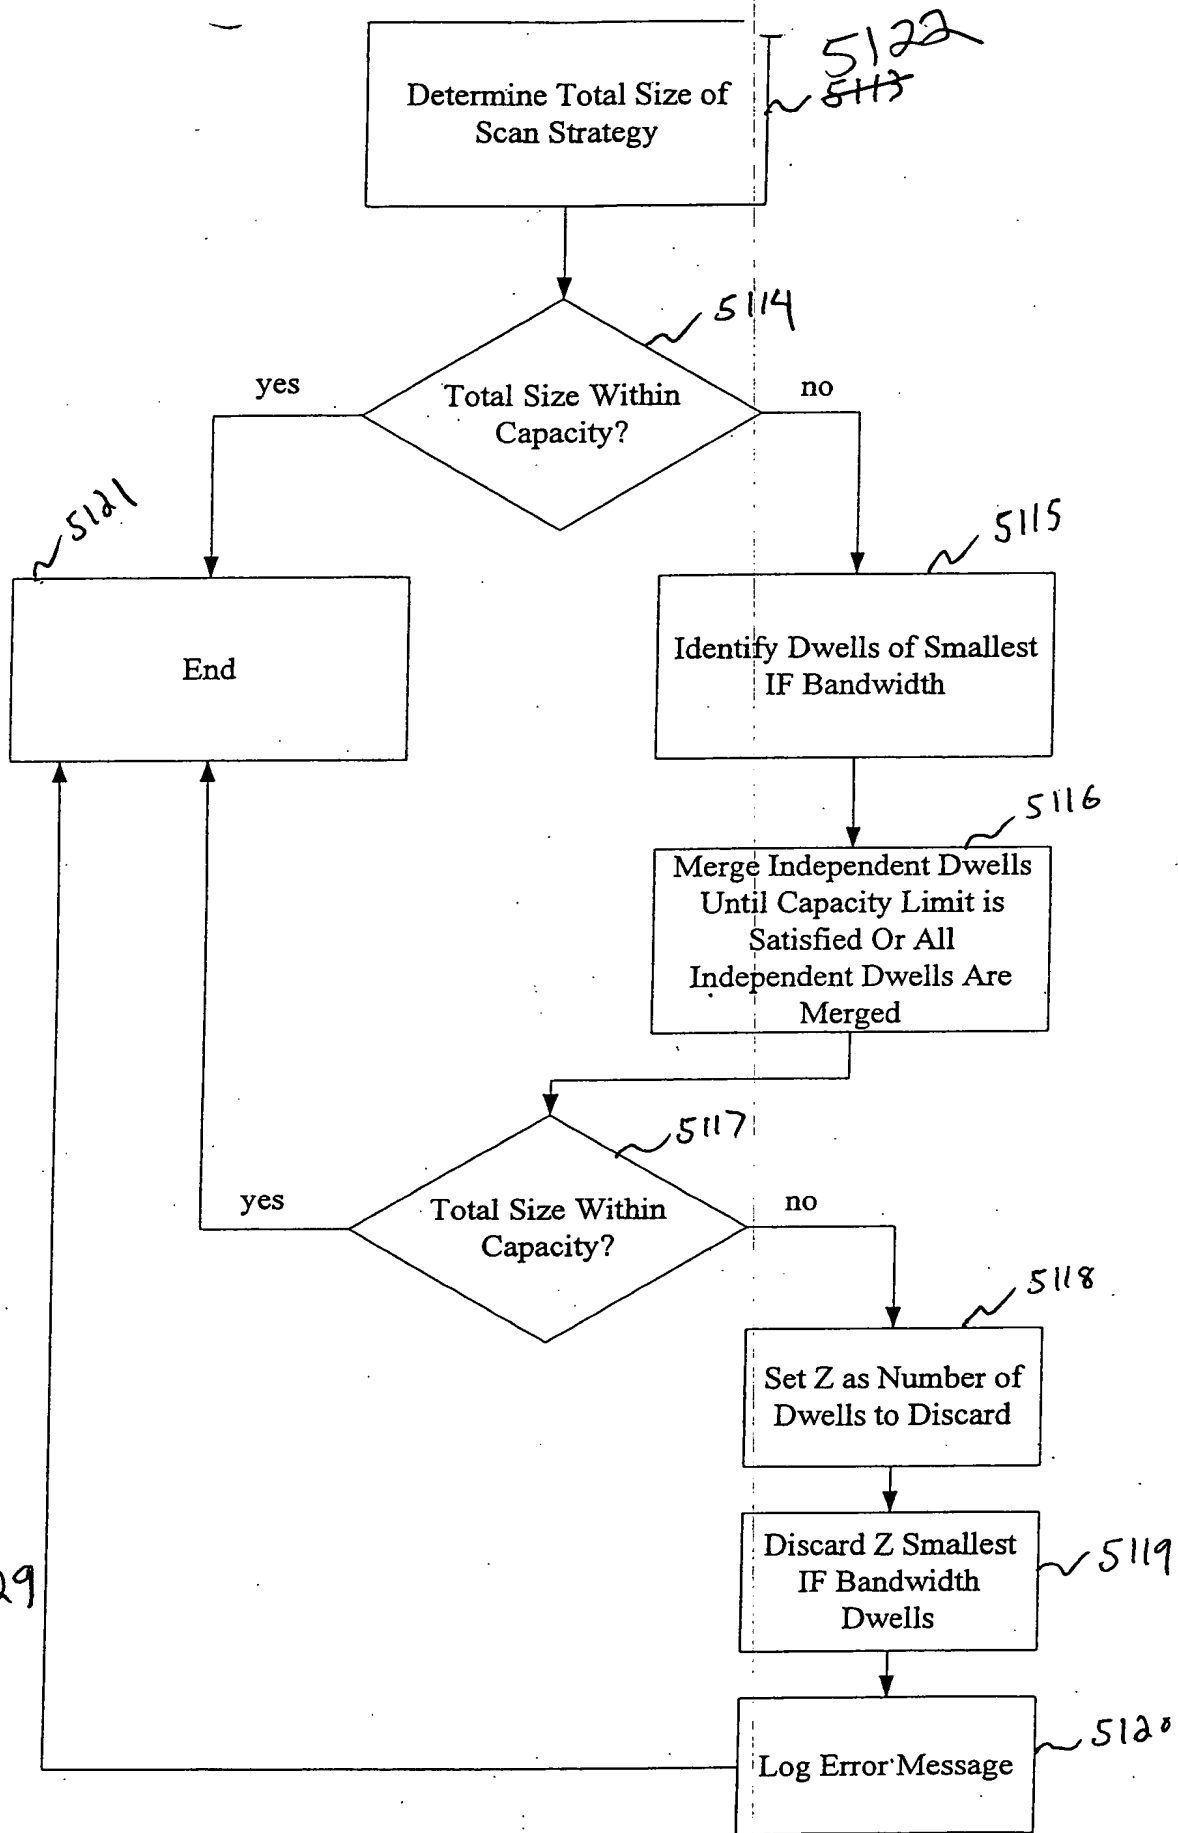 5122
Determine Total Size of
Scan Strategy
5113
5114
Total Size Within
Capacity?
yes
no
5121
5115
End
Identify Dwells of Smallest
IF Bandwidth
5116
Merge Independent Dwells
Until Capacity Limit is
Satisfied Or All
Independent Dwells Are
Merged
5117
Total Size Within
Capacity?
yes
no
5118
Set Z as Number of
Dwells to Discard
Discard Z Smallest
IF Bandwidth
Dwells
5119
29
Log Error Message
5120